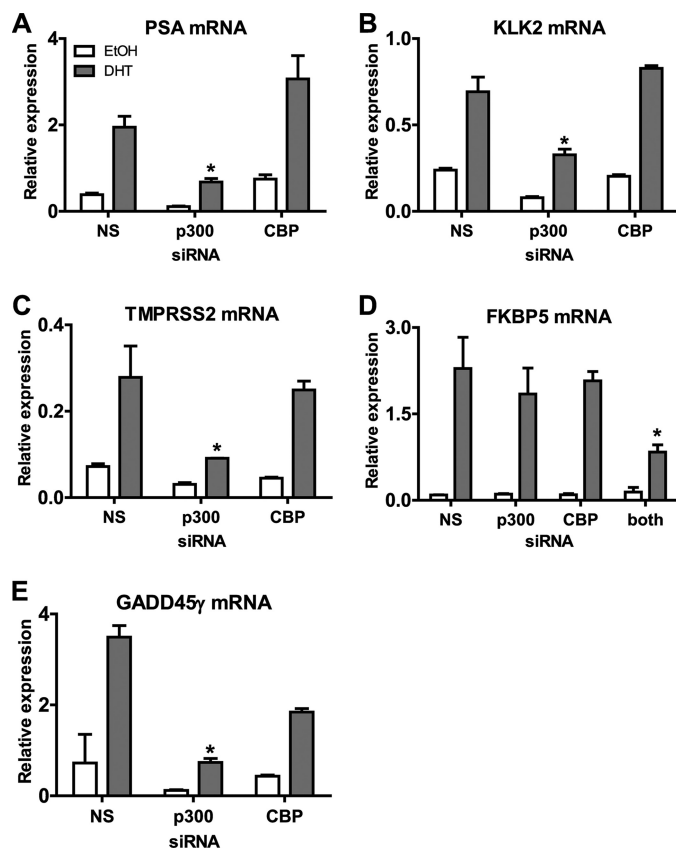 A
PSA mRNA
EtOH
DHT
Relative expression
4
2
0
*
NS
p300
CBP
siRNA
B
KLK2 mRNA
Relative expression
1.0
0.5
0.0
*
NS
p300
CBP
siRNA
C
TMPRSS2 mRNA
Relative expression
0.4
0.2
0.0
*
NS
p300
CBP
siRNA
D
FKBP5 mRNA
Relative expression
3.0
1.5
0.0
*
NS
p300
CBP
both
siRNA
E
GADD45γ mRNA
Relative expression
4
2
0
*
NS
p300
CBP
siRNA